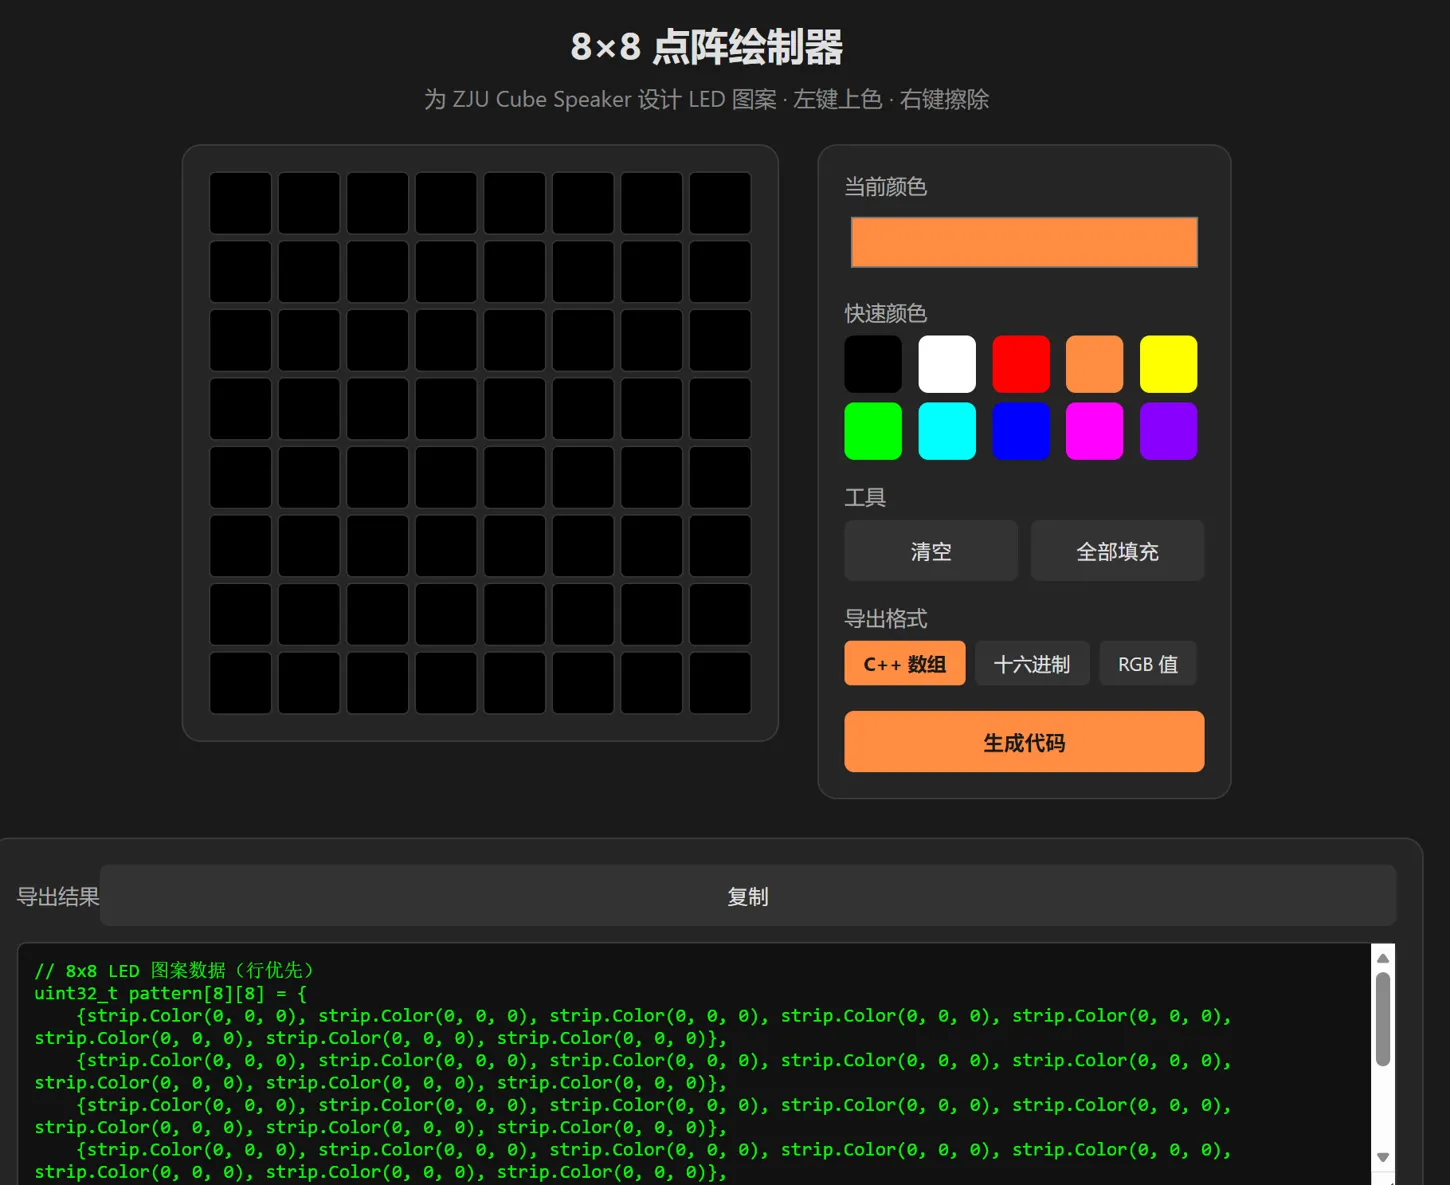 8×8 点阵绘制器
为 ZJU Cube Speaker 设计 LED 图案 · 左键上色 · 右键擦除
当前颜色
快速颜色
工具
清空
全部填充
导出格式
C++ 数组
十六进制
RGB 值
生成代码
导出结果
复制
// 8x8 LED 图案数据（行优先）
uint32_t pattern[8][8] = {
    {strip.Color(0, 0, 0), strip.Color(0, 0, 0), strip.Color(0, 0, 0), strip.Color(0, 0, 0), strip.Color(0, 0, 0),
strip.Color(0, 0, 0), strip.Color(0, 0, 0), strip.Color(0, 0, 0)},
    {strip.Color(0, 0, 0), strip.Color(0, 0, 0), strip.Color(0, 0, 0), strip.Color(0, 0, 0), strip.Color(0, 0, 0),
strip.Color(0, 0, 0), strip.Color(0, 0, 0), strip.Color(0, 0, 0)},
    {strip.Color(0, 0, 0), strip.Color(0, 0, 0), strip.Color(0, 0, 0), strip.Color(0, 0, 0), strip.Color(0, 0, 0),
strip.Color(0, 0, 0), strip.Color(0, 0, 0), strip.Color(0, 0, 0)},
    {strip.Color(0, 0, 0), strip.Color(0, 0, 0), strip.Color(0, 0, 0), strip.Color(0, 0, 0), strip.Color(0, 0, 0),
strip.Color(0, 0, 0), strip.Color(0, 0, 0), strip.Color(0, 0, 0)},